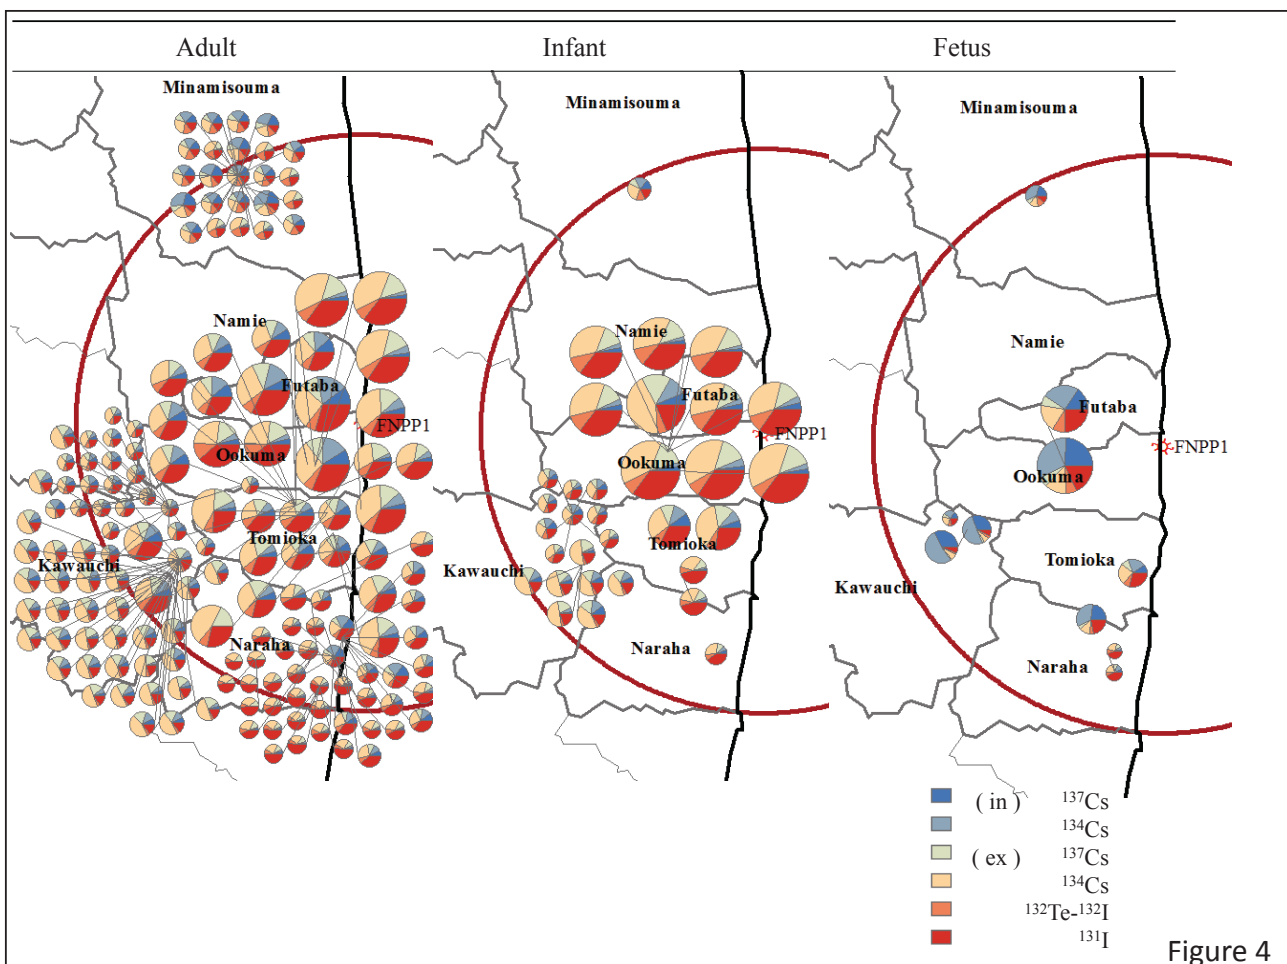 Adult Infant Fetus
Minamisouma
Namie
Futaba
FNPP1
Ookuma
Tomioka
Kawauchi
Naraha
Minamisouma
Namie
Futaba
FNPP1
Ookuma
Tomioka
Kawauchi
Naraha
Minamisouma
Namie
Futaba
FNPP1
Ookuma
Tomioka
Kawauchi
Naraha
( in ) ¹³⁷Cs
¹³⁴Cs
( ex ) ¹³⁷Cs
¹³⁴Cs
¹³²Te-¹³²I
¹³¹I
Figure 4